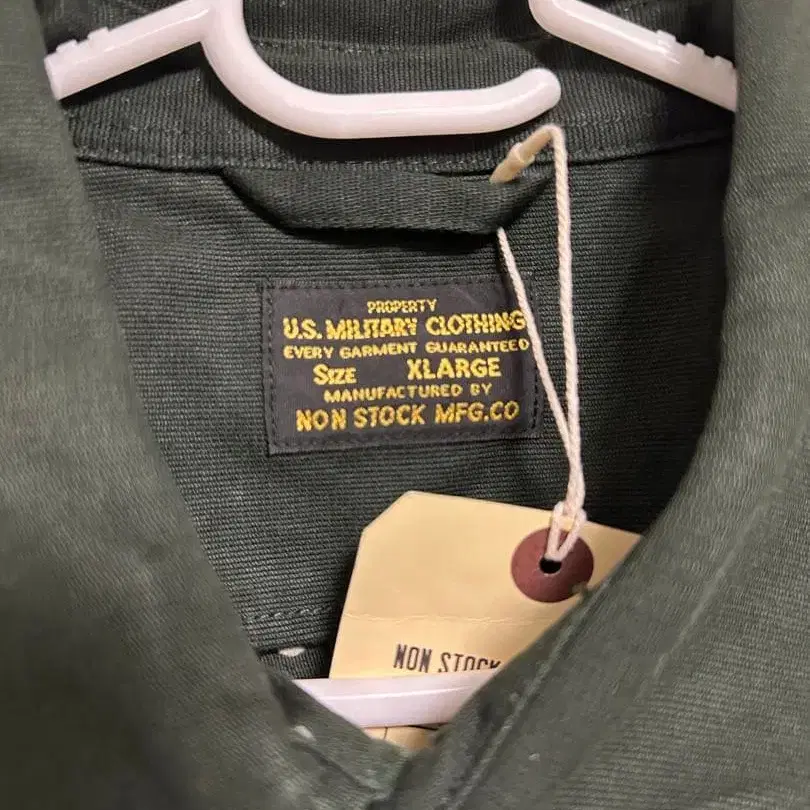 PROPERTY
U.S. MILITARY CLOTHING
EVERY GARMENT GUARANTEED
SIZE XLARGE
MANUFACTURED BY
NON STOCK MFG.CO
NON STOCK